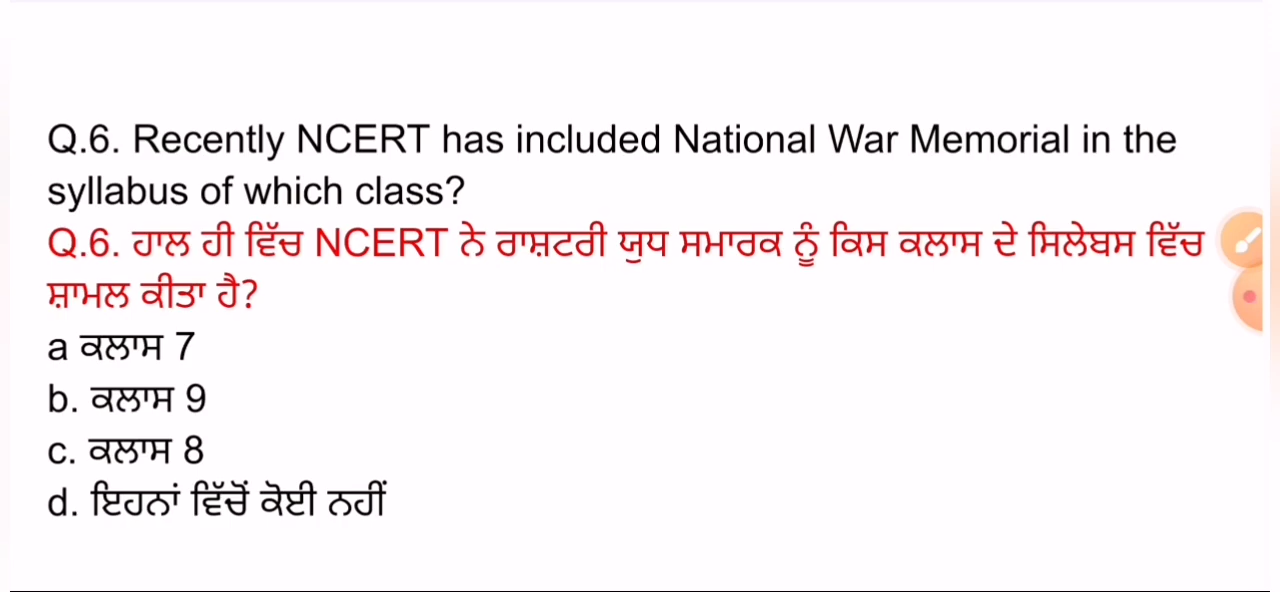 Q.6. Recently NCERT has included National War Memorial in the
syllabus of which class?
Q.6. ਹਾਲ ਹੀ ਵਿੱਚ NCERT ਨੇ ਰਾਸ਼ਟਰੀ ਯੁਧ ਸਮਾਰਕ ਨੂੰ ਕਿਸ ਕਲਾਸ ਦੇ ਸਿਲੇਬਸ ਵਿੱਚ
ਸ਼ਾਮਲ ਕੀਤਾ ਹੈ?
a ਕਲਾਸ 7
b. ਕਲਾਸ 9
c. ਕਲਾਸ 8
d. ਇਹਨਾਂ ਵਿੱਚੋਂ ਕੋਈ ਨਹੀਂ